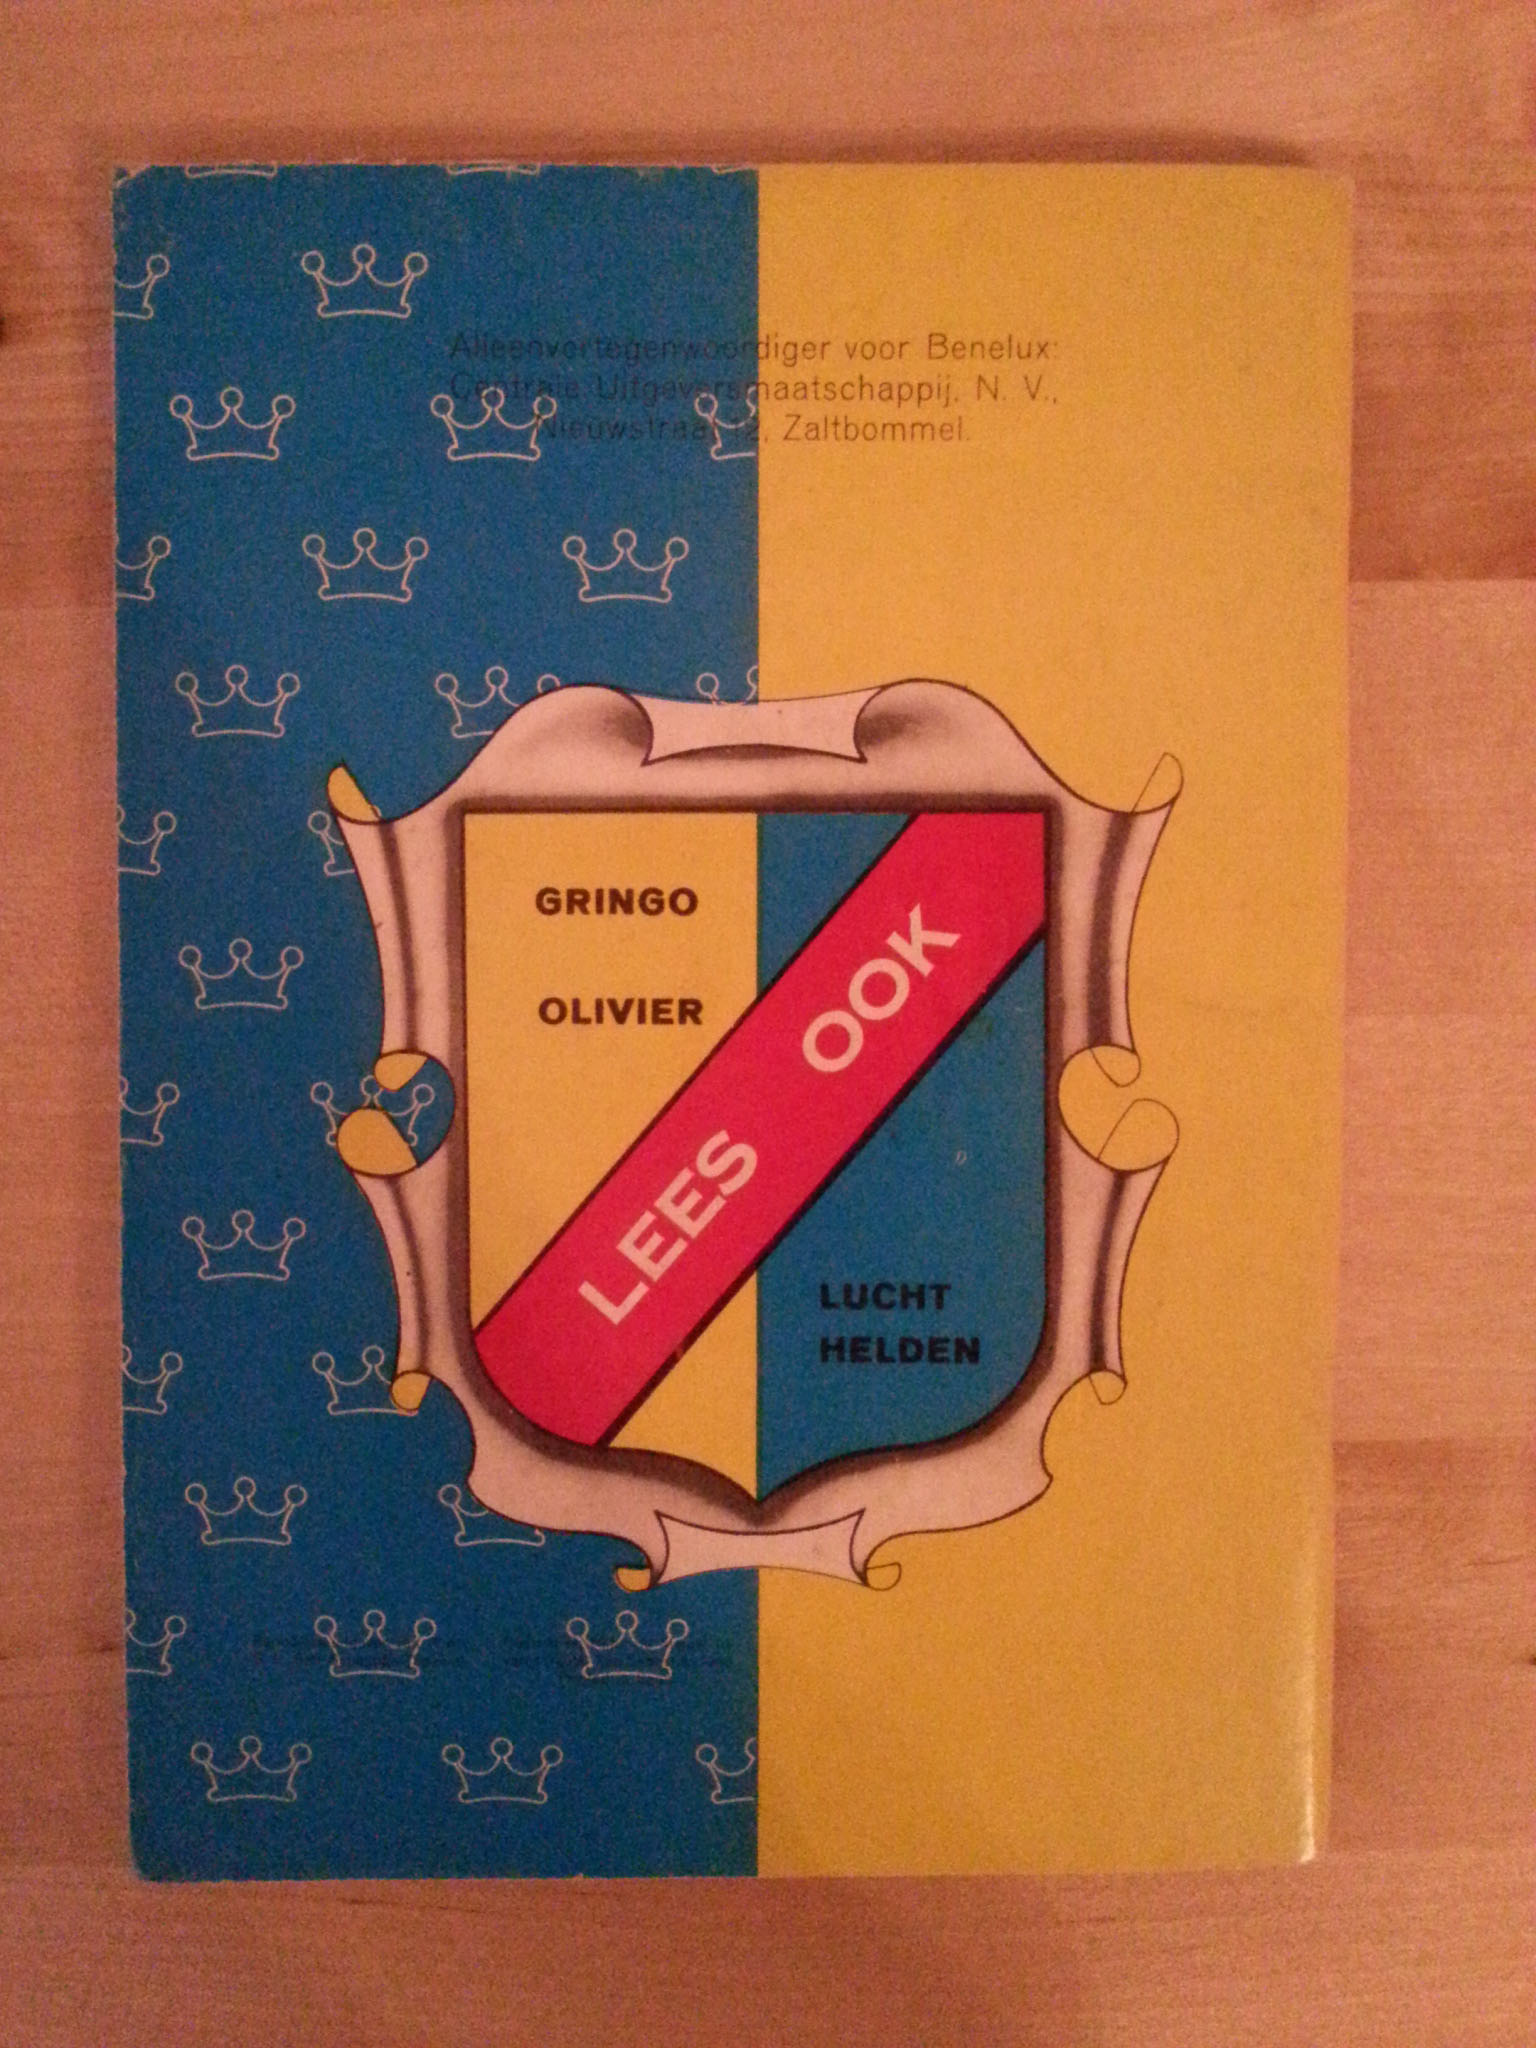 Alleenvertegenwoordiger voor Benelux:
Centrale Uitgeversmaatschappij, N. V.,
Nieuwstraat 12, Zaltbommel.
GRINGO
OLIVIER
LEES OOK
LUCHT
HELDEN